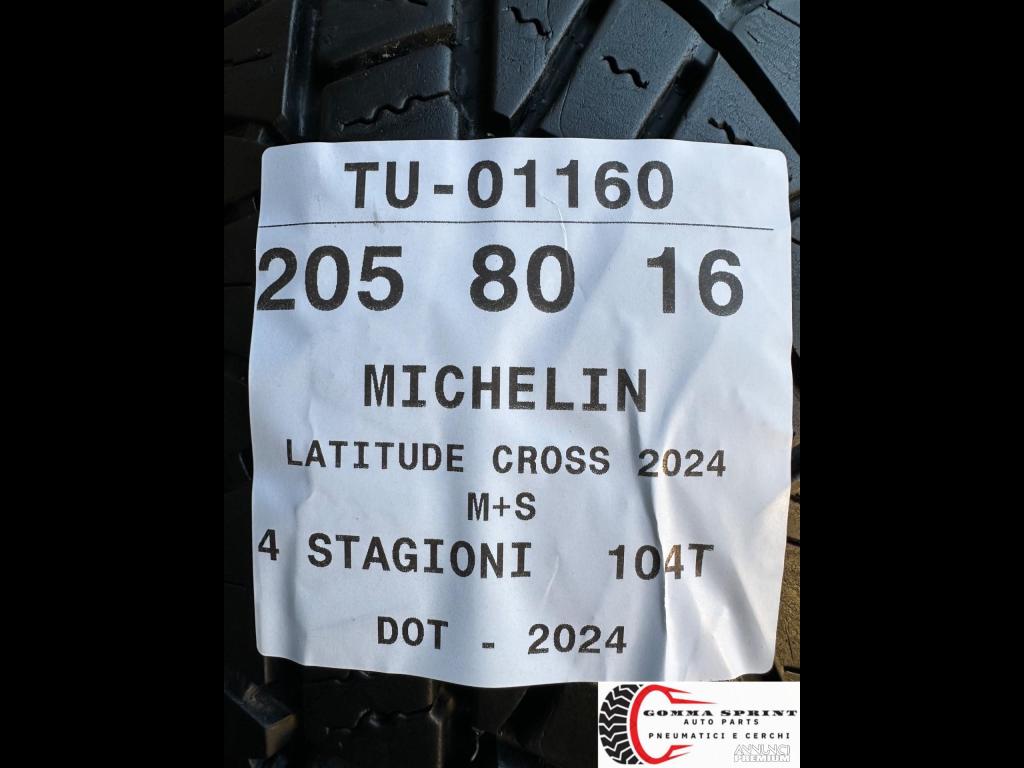 TU-01160
205 80 16
MICHELIN
LATITUDE CROSS 2024
M+S
4 STAGIONI 104T
DOT - 2024
GOMMA SPRINT
AUTO PARTS
PNEUMATICI E CERCHI
ANNUNCI
PREMIUM